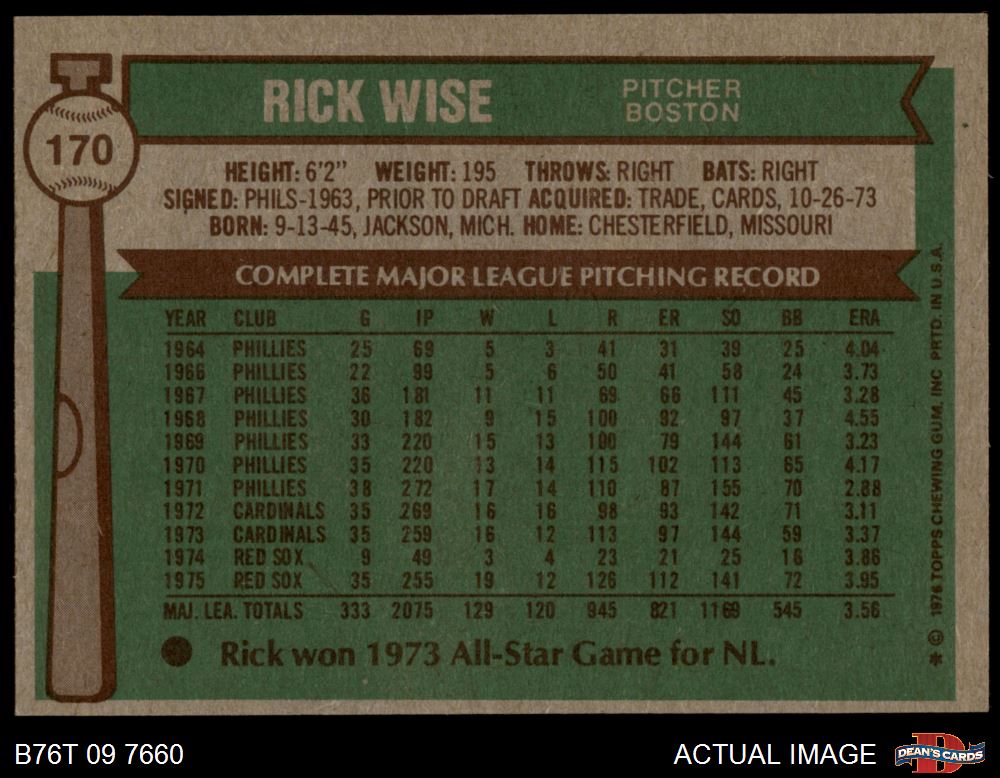 RICK WISE PITCHER
BOSTON
170
HEIGHT: 6'2" WEIGHT: 195 THROWS: RIGHT BATS: RIGHT
SIGNED: PHILS-1963, PRIOR TO DRAFT ACQUIRED: TRADE, CARDS, 10-26-73
BORN: 9-13-45, JACKSON, MICH. HOME: CHESTERFIELD, MISSOURI
COMPLETE MAJOR LEAGUE PITCHING RECORD
YEAR CLUB G IP W L R ER SO BB ERA
1964 PHILLIES 25 69 5 3 41 31 39 25 4.04
1966 PHILLIES 22 99 5 6 50 41 58 24 3.73
1967 PHILLIES 36 181 11 11 69 66 111 45 3.28
1968 PHILLIES 30 182 9 15 100 92 97 37 4.55
1969 PHILLIES 33 220 15 13 100 79 144 61 3.23
1970 PHILLIES 35 220 13 14 115 102 113 65 4.17
1971 PHILLIES 38 272 17 14 110 87 155 70 2.88
1972 CARDINALS 35 269 16 16 98 93 142 71 3.11
1973 CARDINALS 35 259 16 12 113 97 144 59 3.37
1974 RED SOX 9 49 3 4 23 21 25 16 3.86
1975 RED SOX 35 255 19 12 126 112 141 72 3.95
MAJ. LEA. TOTALS 333 2075 129 120 945 821 1169 545 3.56
Rick won 1973 All-Star Game for NL.
* © 1976 TOPPS CHEWING GUM, INC PRTD. IN U.S.A.
B76T 09 7660 ACTUAL IMAGE
D
DEAN'S CARDS